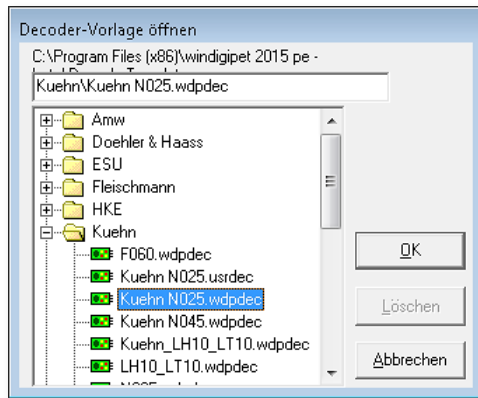 Decoder-Vorlage öffnen
C:\Program Files (x86)\windigipet 2015 pe -
Kuehn\Kuehn N025.wdpdec
Amw
Doehler & Haass
ESU
Fleischmann
HKE
Kuehn
F060.wdpdec
Kuehn N025.usrdec
Kuehn N025.wdpdec
Kuehn N045.wdpdec
Kuehn_LH10_LT10.wdpdec
LH10_LT10.wdpdec
OK
Löschen
Abbrechen